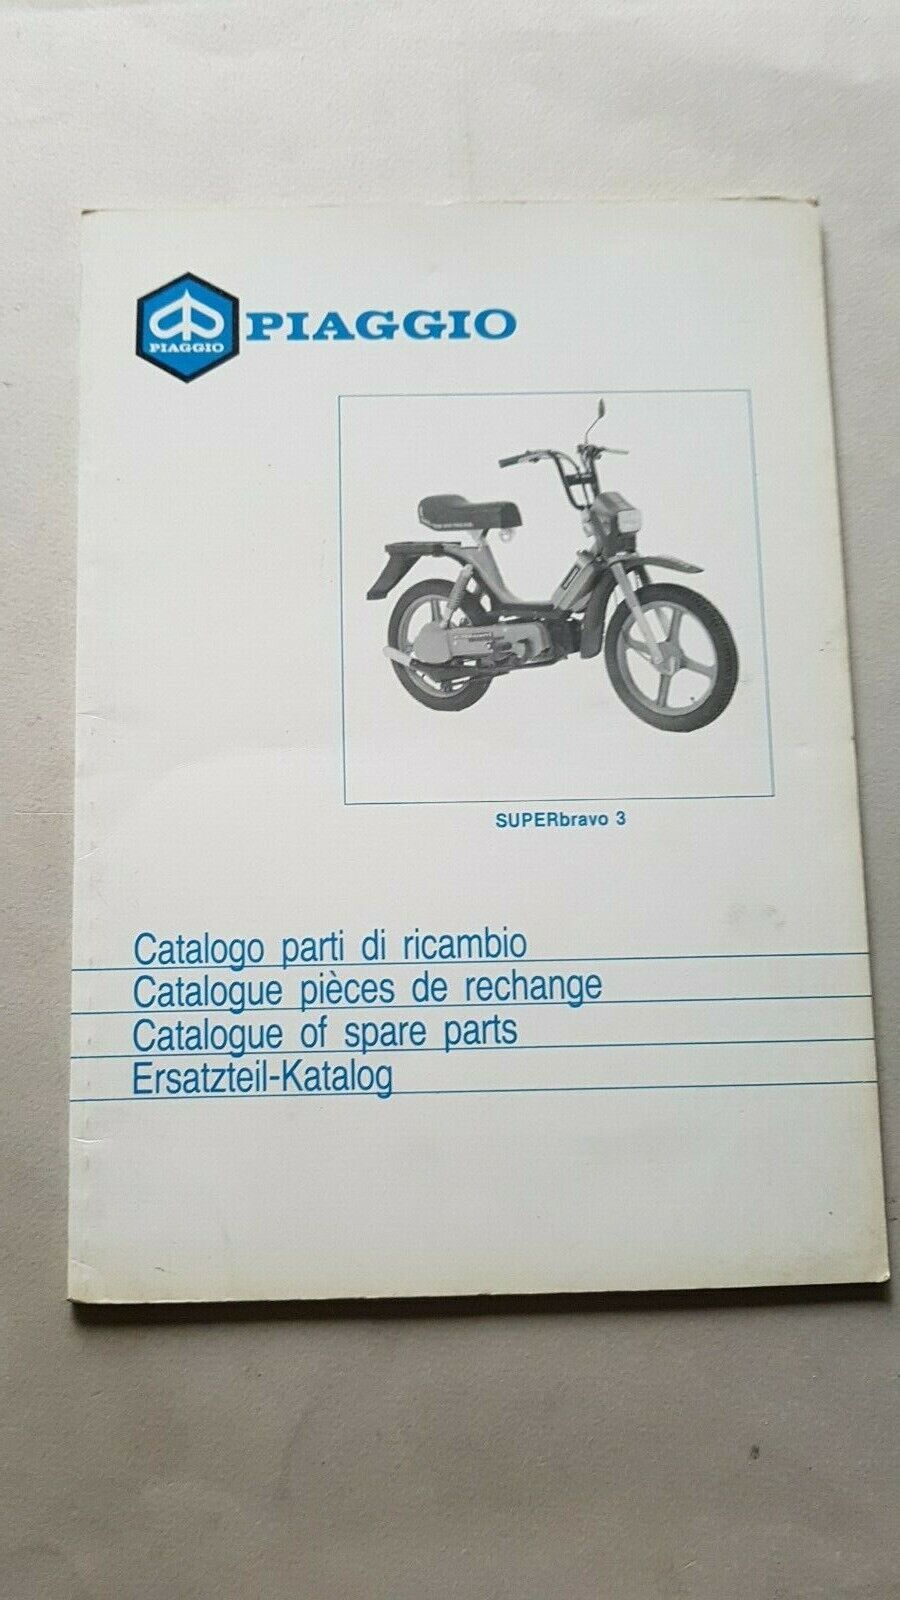 PIAGGIO
PIAGGIO
SUPERbravo 3
Catalogo parti di ricambio
Catalogue pièces de rechange
Catalogue of spare parts
Ersatzteil-Katalog